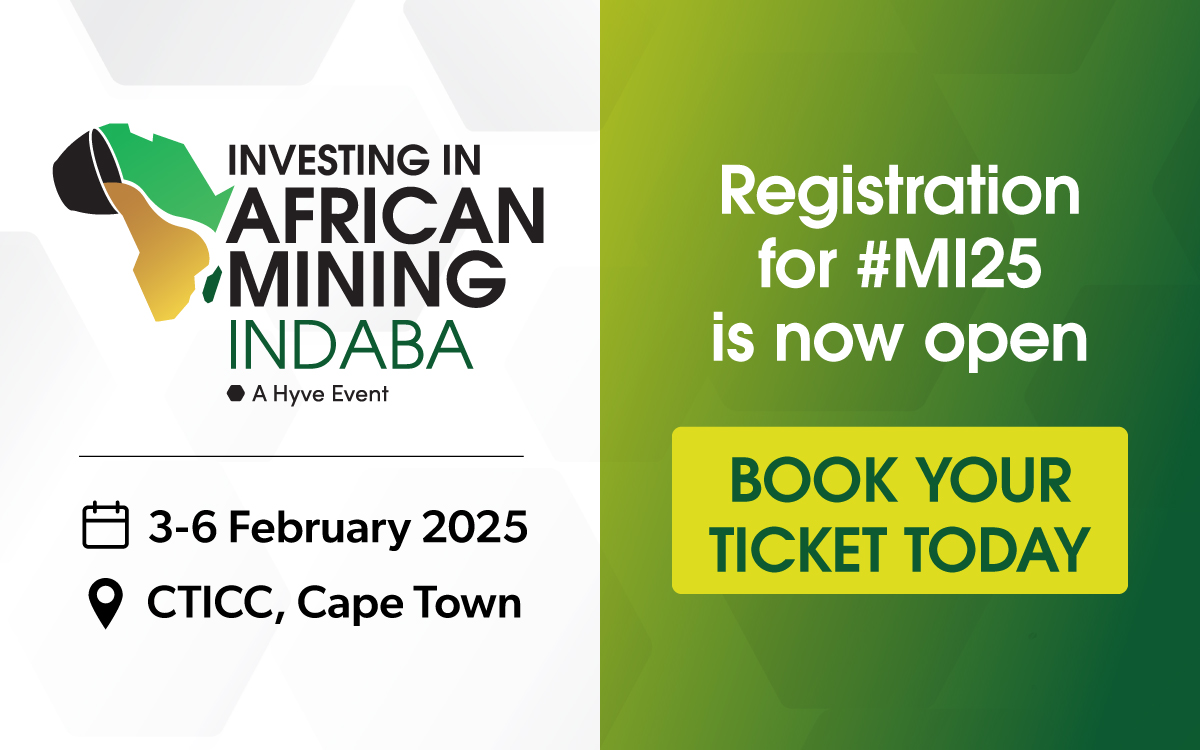 INVESTING IN
AFRICAN
MINING
INDABA
A Hyve Event
3-6 February 2025
CTICC, Cape Town
Registration
for #MI25
is now open
BOOK YOUR
TICKET TODAY